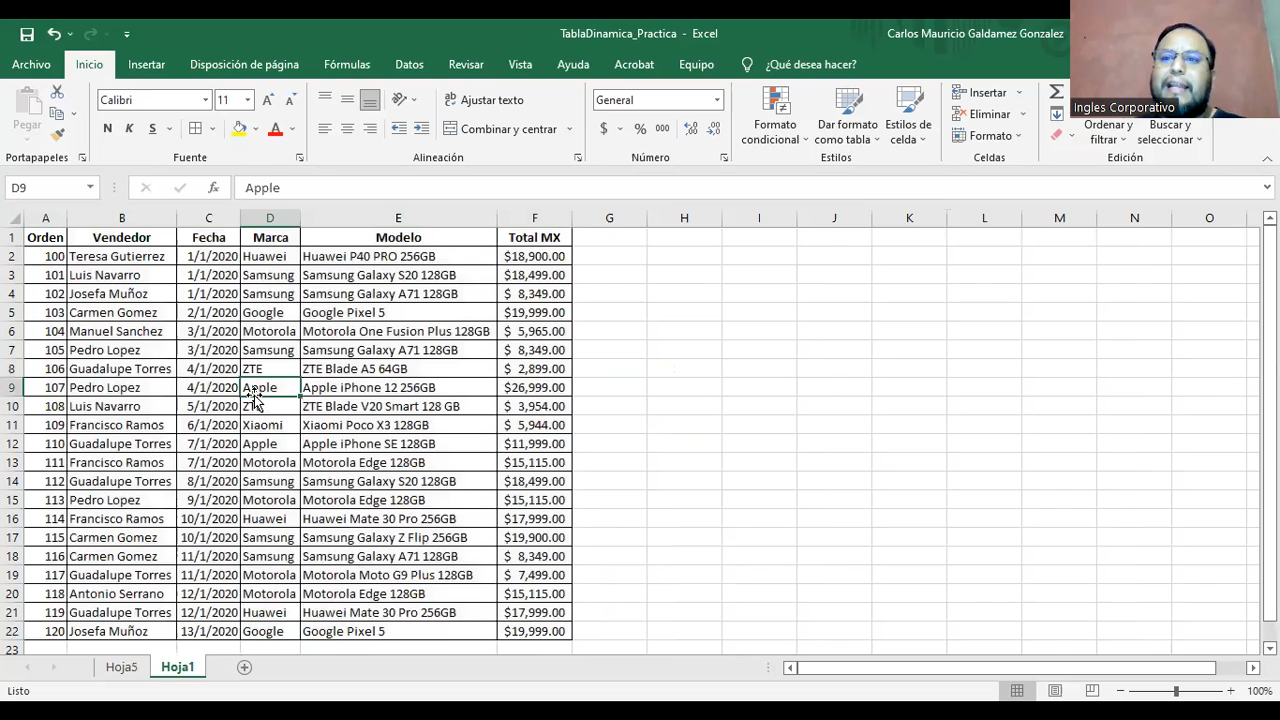 TablaDinamica_Practica - Excel
Carlos Mauricio Galdamez Gonzalez
Archivo Inicio Insertar Disposición de página Fórmulas Datos Revisar Vista Ayuda Acrobat Equipo ¿Qué desea hacer?
Ingles Corporativo
Pegar
Calibri 11
N K S
Ajustar texto
Combinar y centrar
General
$ % 000
Formato condicional
Dar formato como tabla
Estilos de celda
Insertar
Eliminar
Formato
Ordenar y filtrar
Buscar y seleccionar
Portapapeles Fuente Alineación Número Estilos Celdas Edición
D9 fx Apple
A B C D E F G H I J K L M N O
1 Orden Vendedor Fecha Marca Modelo Total MX
2 100 Teresa Gutierrez 1/1/2020 Huawei Huawei P40 PRO 256GB $18,900.00
3 101 Luis Navarro 1/1/2020 Samsung Samsung Galaxy S20 128GB $18,499.00
4 102 Josefa Muñoz 1/1/2020 Samsung Samsung Galaxy A71 128GB $ 8,349.00
5 103 Carmen Gomez 2/1/2020 Google Google Pixel 5 $19,999.00
6 104 Manuel Sanchez 3/1/2020 Motorola Motorola One Fusion Plus 128GB $ 5,965.00
7 105 Pedro Lopez 3/1/2020 Samsung Samsung Galaxy A71 128GB $ 8,349.00
8 106 Guadalupe Torres 4/1/2020 ZTE ZTE Blade A5 64GB $ 2,899.00
9 107 Pedro Lopez 4/1/2020 Apple Apple iPhone 12 256GB $26,999.00
10 108 Luis Navarro 5/1/2020 ZTE ZTE Blade V20 Smart 128 GB $ 3,954.00
11 109 Francisco Ramos 6/1/2020 Xiaomi Xiaomi Poco X3 128GB $ 5,944.00
12 110 Guadalupe Torres 7/1/2020 Apple Apple iPhone SE 128GB $11,999.00
13 111 Francisco Ramos 7/1/2020 Motorola Motorola Edge 128GB $15,115.00
14 112 Guadalupe Torres 8/1/2020 Samsung Samsung Galaxy S20 128GB $18,499.00
15 113 Pedro Lopez 9/1/2020 Motorola Motorola Edge 128GB $15,115.00
16 114 Francisco Ramos 10/1/2020 Huawei Huawei Mate 30 Pro 256GB $17,999.00
17 115 Carmen Gomez 10/1/2020 Samsung Samsung Galaxy Z Flip 256GB $19,900.00
18 116 Carmen Gomez 11/1/2020 Samsung Samsung Galaxy A71 128GB $ 8,349.00
19 117 Guadalupe Torres 11/1/2020 Motorola Motorola Moto G9 Plus 128GB $ 7,499.00
20 118 Antonio Serrano 12/1/2020 Motorola Motorola Edge 128GB $15,115.00
21 119 Guadalupe Torres 12/1/2020 Huawei Huawei Mate 30 Pro 256GB $17,999.00
22 120 Josefa Muñoz 13/1/2020 Google Google Pixel 5 $19,999.00
23
Hoja5 Hoja1
Listo 100%